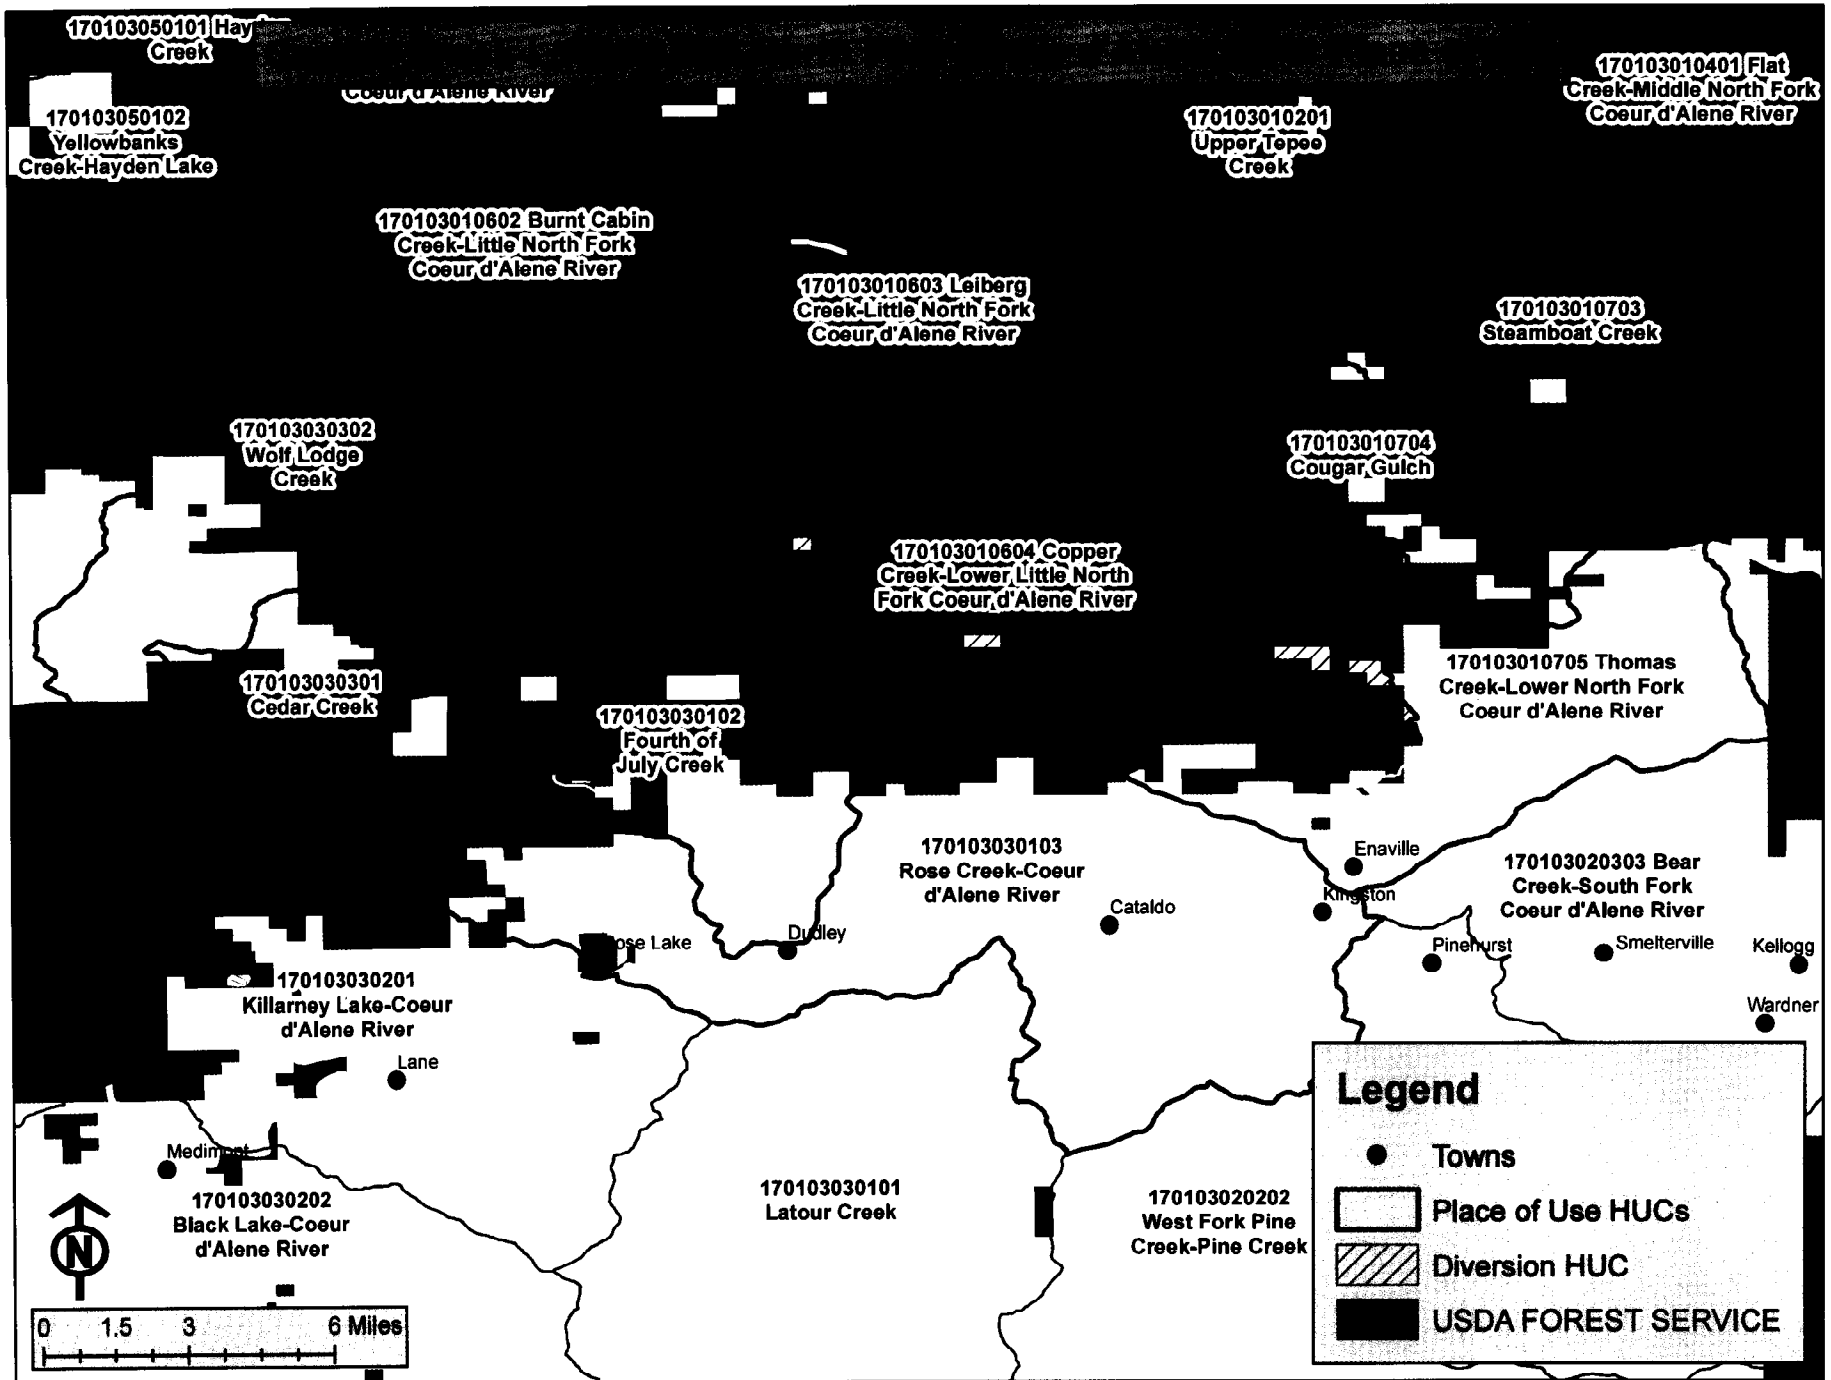 170103050101 Hay
Creek
Coeur d'Alene River
170103010401 Flat
Creek-Middle North Fork
Coeur d'Alene River
170103050102
Yellowbanks
Creek-Hayden Lake
170103010201
Upper Tepee
Creek
170103010602 Burnt Cabin
Creek-Little North Fork
Coeur d'Alene River
170103010603 Leiberg
Creek-Little North Fork
Coeur d'Alene River
170103010703
Steamboat Creek
170103030302
Wolf Lodge
Creek
170103010704
Cougar Gulch
170103010604 Copper
Creek-Lower Little North
Fork Coeur d'Alene River
170103010705 Thomas
Creek-Lower North Fork
Coeur d'Alene River
170103030301
Cedar Creek
170103030102
Fourth of
July Creek
170103030103
Rose Creek-Coeur
d'Alene River
Enaville
170103020303 Bear
Creek-South Fork
Coeur d'Alene River
Kingston
Cataldo
Dudley
ose Lake
Pinehurst
Smelterville
Kellogg
Wardner
170103030201
Killarney Lake-Coeur
d'Alene River
Lane
Medimont
170103030202
Black Lake-Coeur
d'Alene River
170103030101
Latour Creek
170103020202
West Fork Pine
Creek-Pine Creek
N
0 1.5 3 6 Miles
Legend
Towns
Place of Use HUCs
Diversion HUC
USDA FOREST SERVICE